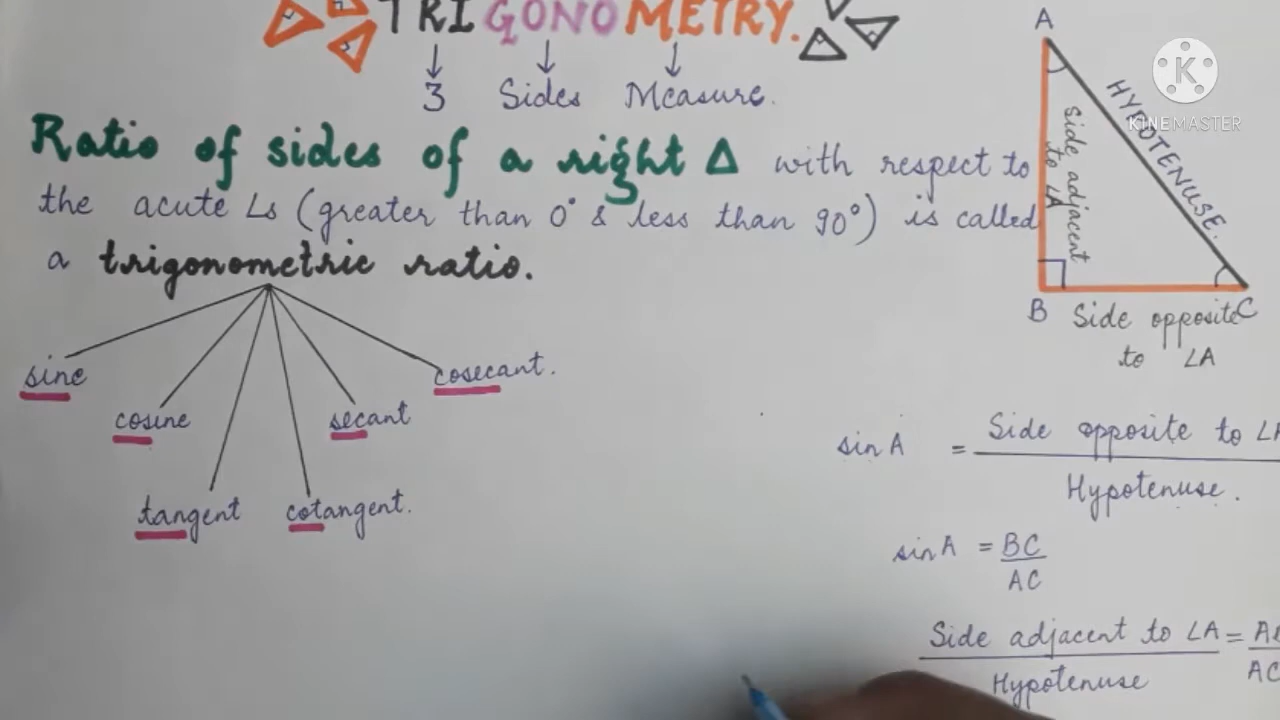 TRIGONOMETRY.
3 Sides Measure.
Ratio of sides of a right Δ with respect to
the acute ∠s (greater than 0° & less than 90°) is called
a trigonometric ratio.
sine
cosine
tangent
cotangent.
secant
cosecant.
A
HYPOTENUSE.
Side adjacent
to ∠A
B
C
Side opposite
to ∠A
K
KINEMASTER
sin A = Side opposite to ∠A
Hypotenuse.
sin A = BC
AC
Side adjacent to ∠A =
Hypotenuse AC